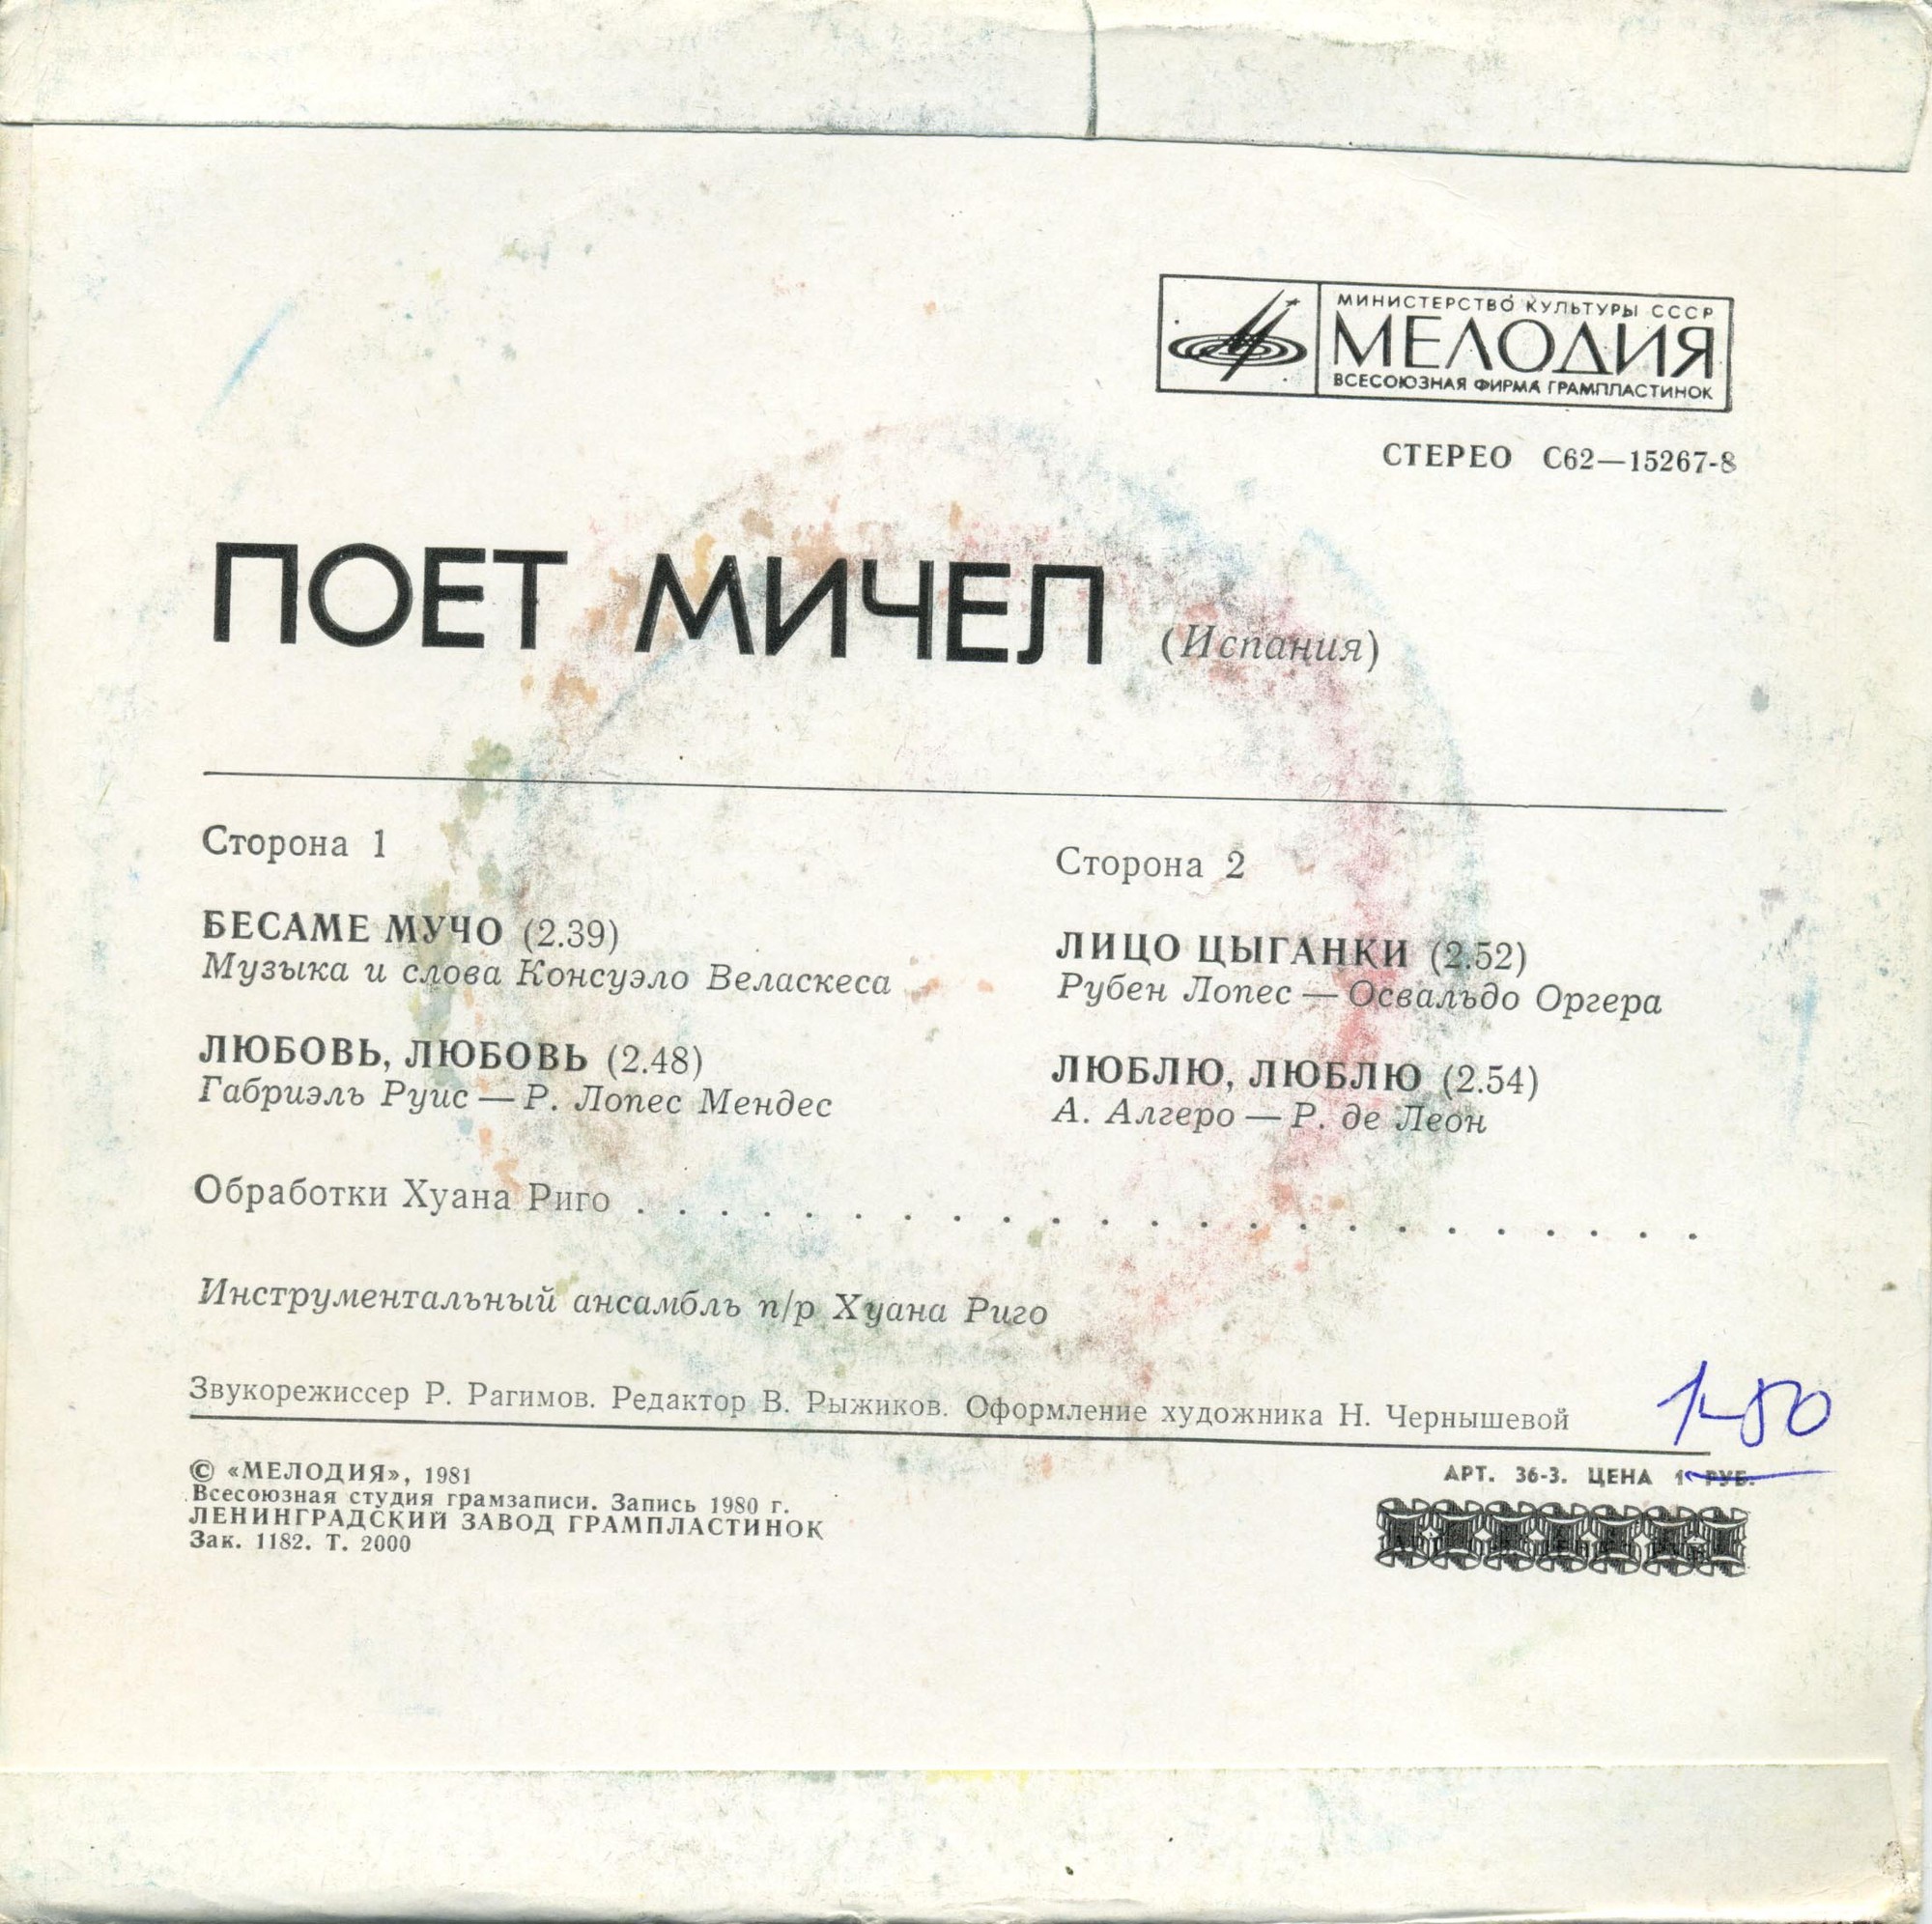 МИНИСТЕРСТВО КУЛЬТУРЫ СССР
МЕЛОДИЯ
ВСЕСОЮЗНАЯ ФИРМА ГРАМПЛАСТИНОК
СТЕРЕО С62—15267-8
ПОЕТ МИЧЕЛ (Испания)
Сторона 1
БЕСАМЕ МУЧО (2.39)
Музыка и слова Консуэло Веласкеса
ЛЮБОВЬ, ЛЮБОВЬ (2.48)
Габриэль Руис — Р. Лопес Мендес
Сторона 2
ЛИЦО ЦЫГАНКИ (2.52)
Рубен Лопес — Освальдо Оргера
ЛЮБЛЮ, ЛЮБЛЮ (2.54)
А. Алгеро — Р. де Леон
Обработки Хуана Риго . . . . . . . . . . . . . . . . . . . . . . . .
Инструментальный ансамбль п/р Хуана Риго
Звукорежиссер Р. Рагимов. Редактор В. Рыжиков. Оформление художника Н. Чернышевой
1-50
© «МЕЛОДИЯ», 1981
Всесоюзная студия грамзаписи. Запись 1980 г.
ЛЕНИНГРАДСКИЙ ЗАВОД ГРАМПЛАСТИНОК
Зак. 1182. Т. 2000
АРТ. 36-3. ЦЕНА 1 РУБ.